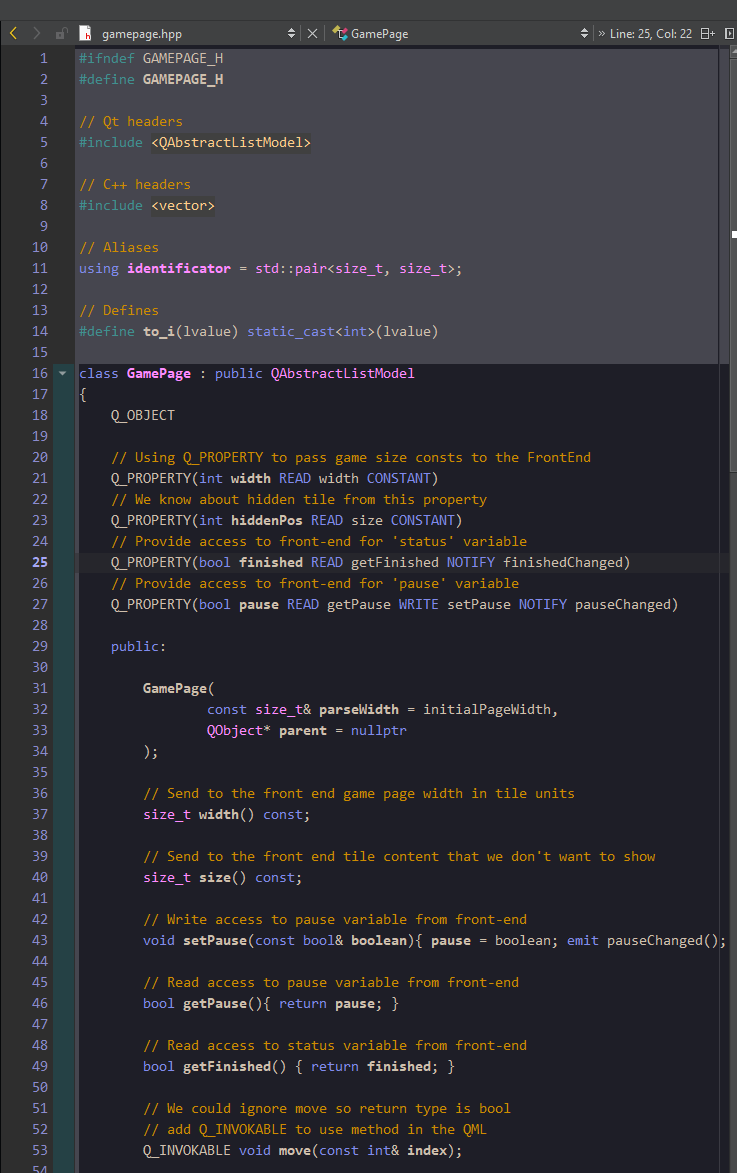 gamepage.hpp GamePage » Line: 25, Col: 22
1 #ifndef GAMEPAGE_H
2 #define GAMEPAGE_H
3
4 // Qt headers
5 #include <QAbstractListModel>
6
7 // C++ headers
8 #include <vector>
9
10 // Aliases
11 using identificator = std::pair<size_t, size_t>;
12
13 // Defines
14 #define to_i(lvalue) static_cast<int>(lvalue)
15
16 class GamePage : public QAbstractListModel
17 {
18 Q_OBJECT
19
20 // Using Q_PROPERTY to pass game size consts to the FrontEnd
21 Q_PROPERTY(int width READ width CONSTANT)
22 // We know about hidden tile from this property
23 Q_PROPERTY(int hiddenPos READ size CONSTANT)
24 // Provide access to front-end for 'status' variable
25 Q_PROPERTY(bool finished READ getFinished NOTIFY finishedChanged)
26 // Provide access to front-end for 'pause' variable
27 Q_PROPERTY(bool pause READ getPause WRITE setPause NOTIFY pauseChanged)
28
29 public:
30
31 GamePage(
32 const size_t& parseWidth = initialPageWidth,
33 QObject* parent = nullptr
34 );
35
36 // Send to the front end game page width in tile units
37 size_t width() const;
38
39 // Send to the front end tile content that we don't want to show
40 size_t size() const;
41
42 // Write access to pause variable from front-end
43 void setPause(const bool& boolean){ pause = boolean; emit pauseChanged();
44
45 // Read access to pause variable from front-end
46 bool getPause(){ return pause; }
47
48 // Read access to status variable from front-end
49 bool getFinished() { return finished; }
50
51 // We could ignore move so return type is bool
52 // add Q_INVOKABLE to use method in the QML
53 Q_INVOKABLE void move(const int& index);
54